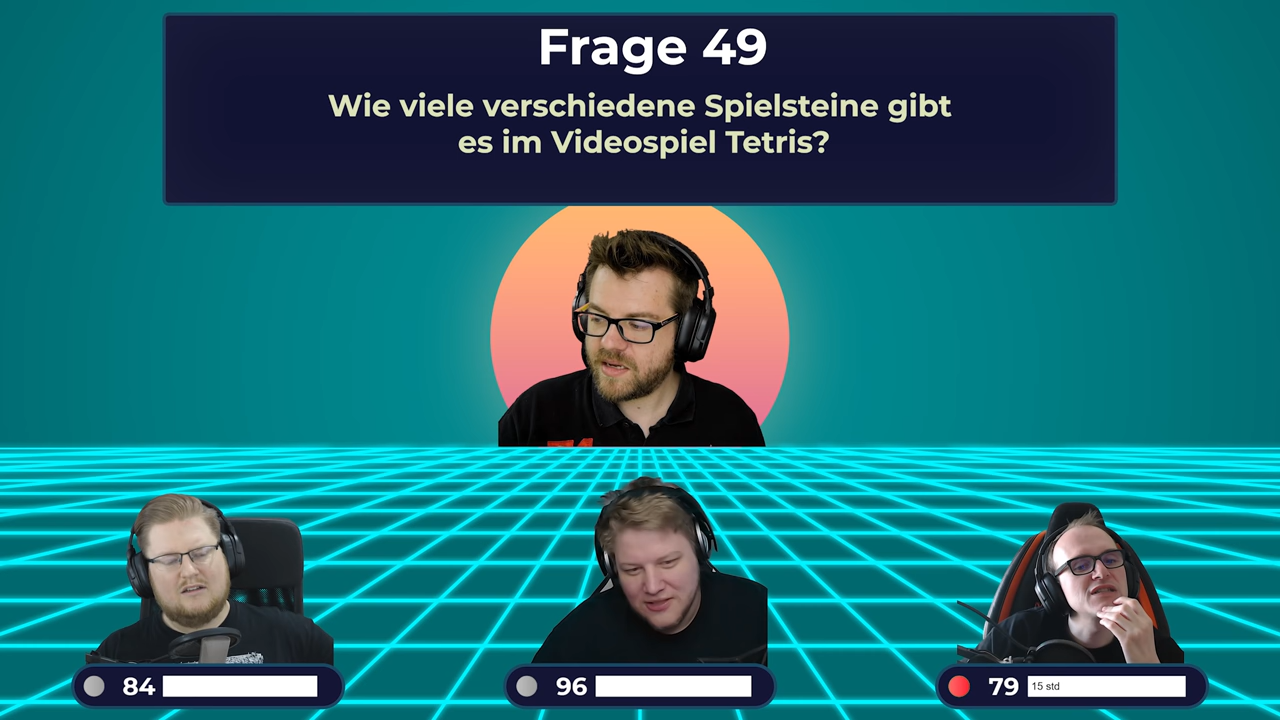 Frage 49
Wie viele verschiedene Spielsteine gibt
es im Videospiel Tetris?
84
96
79
15 std